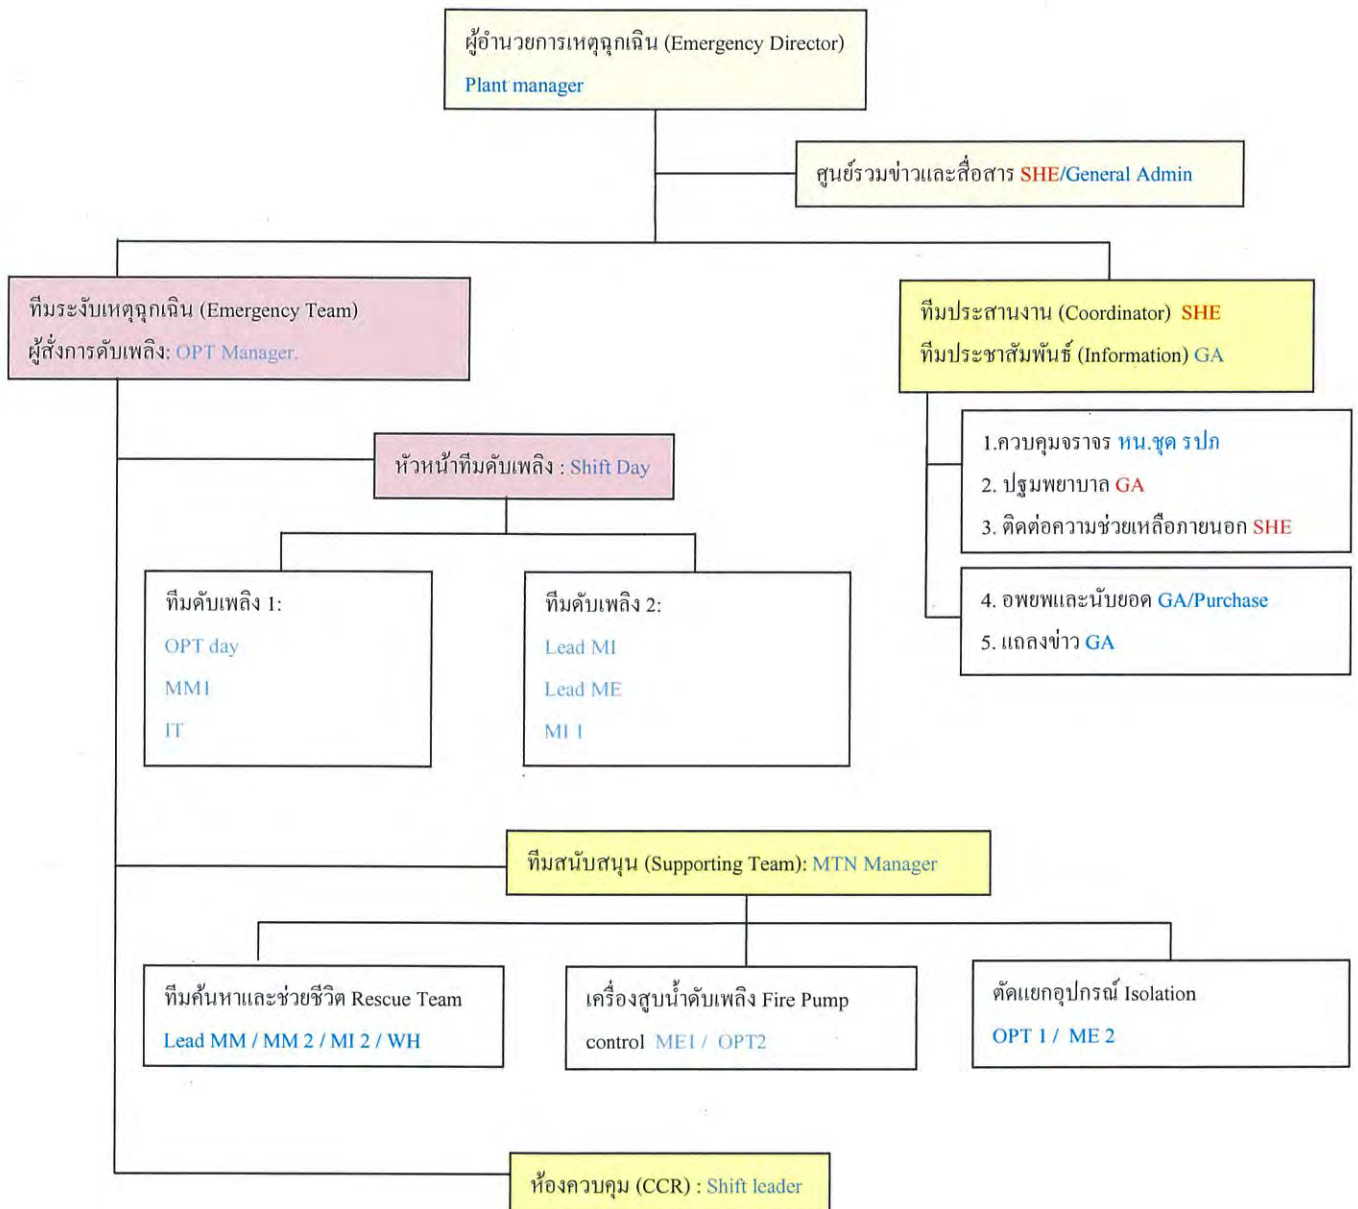 ผู้อำนวยการเหตุฉุกเฉิน (Emergency Director)
Plant manager
ศูนย์รวมข่าวและสื่อสาร SHE/General Admin
ทีมระงับเหตุฉุกเฉิน (Emergency Team)
ผู้สั่งการดับเพลิง: OPT Manager.
ทีมประสานงาน (Coordinator) SHE
ทีมประชาสัมพันธ์ (Information) GA
หัวหน้าทีมดับเพลิง : Shift Day
1.ควบคุมจราจร หน.ชุด รปภ
2. ปฐมพยาบาล GA
3. ติดต่อความช่วยเหลือภายนอก SHE
4. อพยพและนับยอด GA/Purchase
5. แถลงข่าว GA
ทีมดับเพลิง 1:
OPT day
MM1
IT
ทีมดับเพลิง 2:
Lead MI
Lead ME
MI 1
ทีมสนับสนุน (Supporting Team): MTN Manager
ทีมค้นหาและช่วยชีวิต Rescue Team
Lead MM / MM 2 / MI 2 / WH
เครื่องสูบน้ำดับเพลิง Fire Pump
control ME1 / OPT2
ตัดแยกอุปกรณ์ Isolation
OPT 1 / ME 2
ห้องควบคุม (CCR) : Shift leader